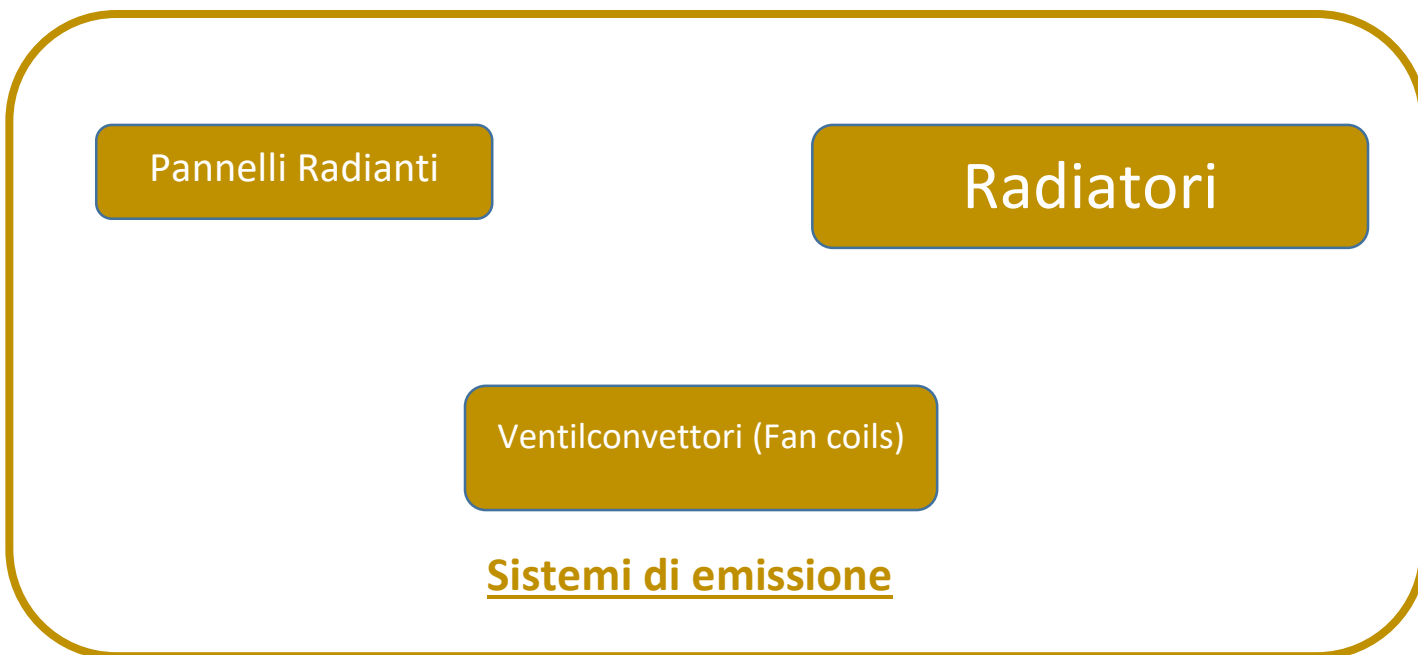 Pannelli Radianti
Radiatori
Ventilconvettori (Fan coils)
Sistemi di emissione